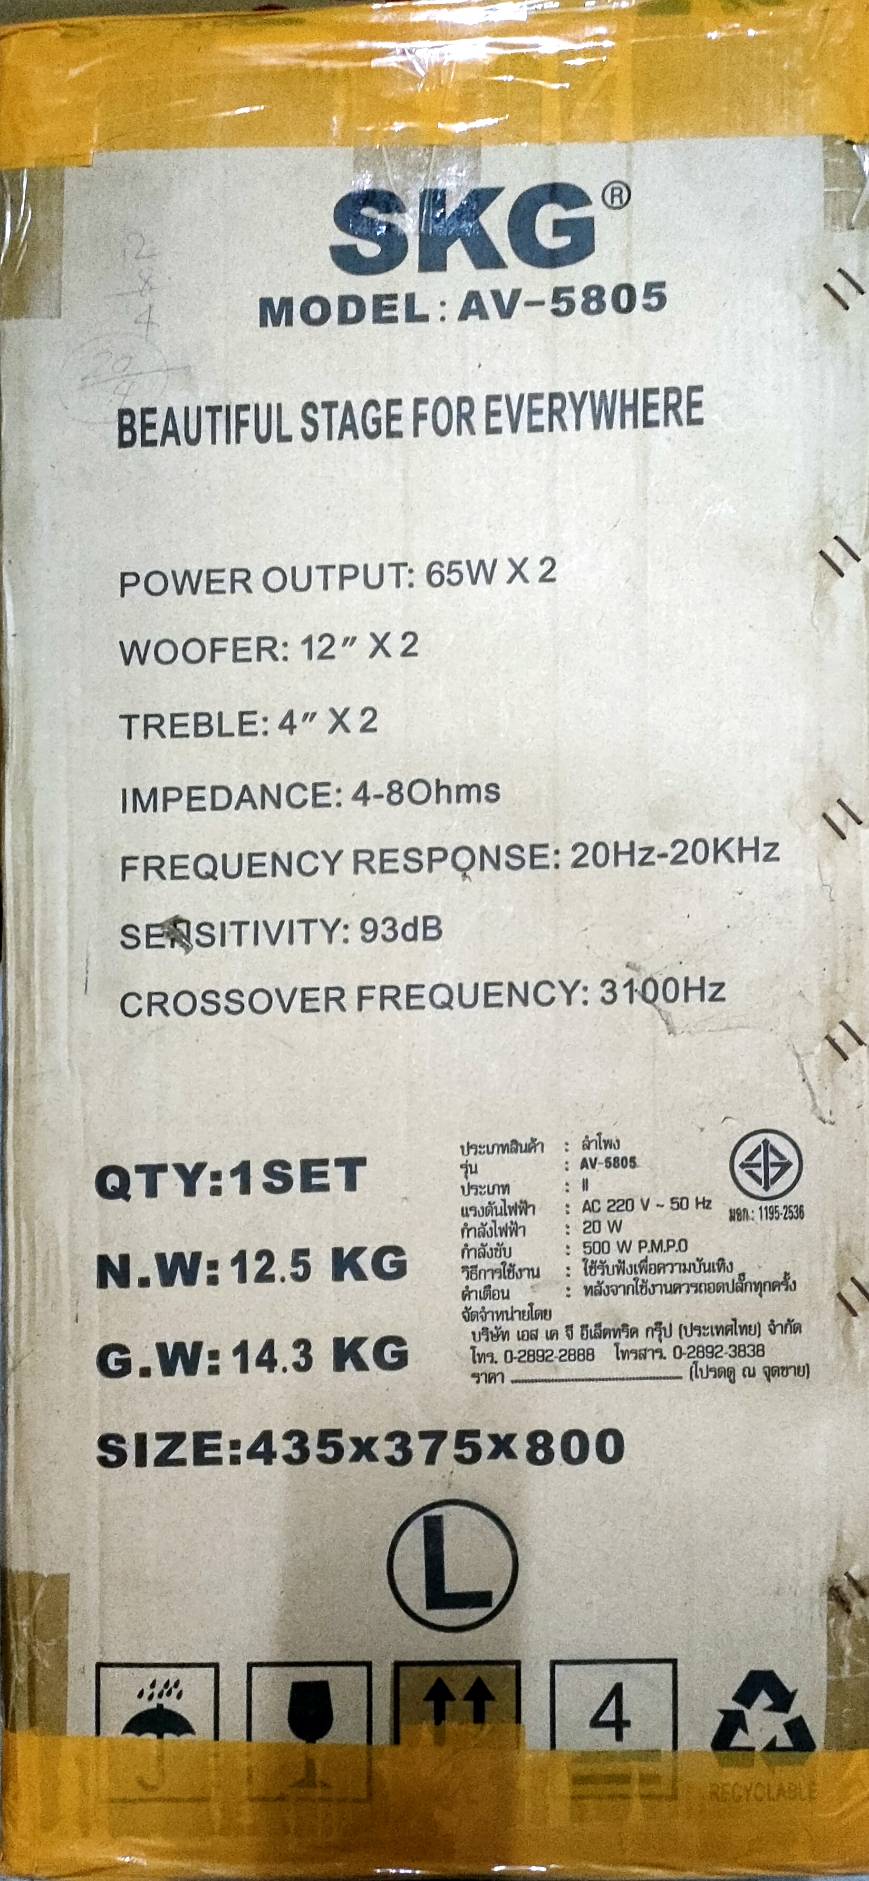 SKG®
MODEL: AV-5805
BEAUTIFUL STAGE FOR EVERYWHERE
POWER OUTPUT: 65W X 2
WOOFER: 12" X 2
TREBLE: 4" X 2
IMPEDANCE: 4-8Ohms
FREQUENCY RESPONSE: 20Hz-20KHz
SENSITIVITY: 93dB
CROSSOVER FREQUENCY: 3100Hz
QTY:1SET
N.W:12.5 KG
G.W:14.3 KG
SIZE:435x375x800
ประเภทสินค้า : ลำโพง
รุ่น : AV-5805
ประเภท : II
แรงดันไฟฟ้า : AC 220 V ~ 50 Hz
กำลังไฟฟ้า : 20 W
กำลังขับ : 500 W P.M.P.O
วิธีการใช้งาน : ใช้รับฟังเพื่อความบันเทิง
คำเตือน : หลังจากใช้งานควรถอดปลั๊กทุกครั้ง
จัดจำหน่ายโดย
บริษัท เอส เค จี อีเล็คทริค กรุ๊ป (ประเทศไทย) จำกัด
โทร. 0-2892-2888 โทรสาร. 0-2892-3838
ราคา (โปรดดู ณ จุดขาย)
มอก.: 1195-2536
L
4
RECYCLABLE
12
8
4